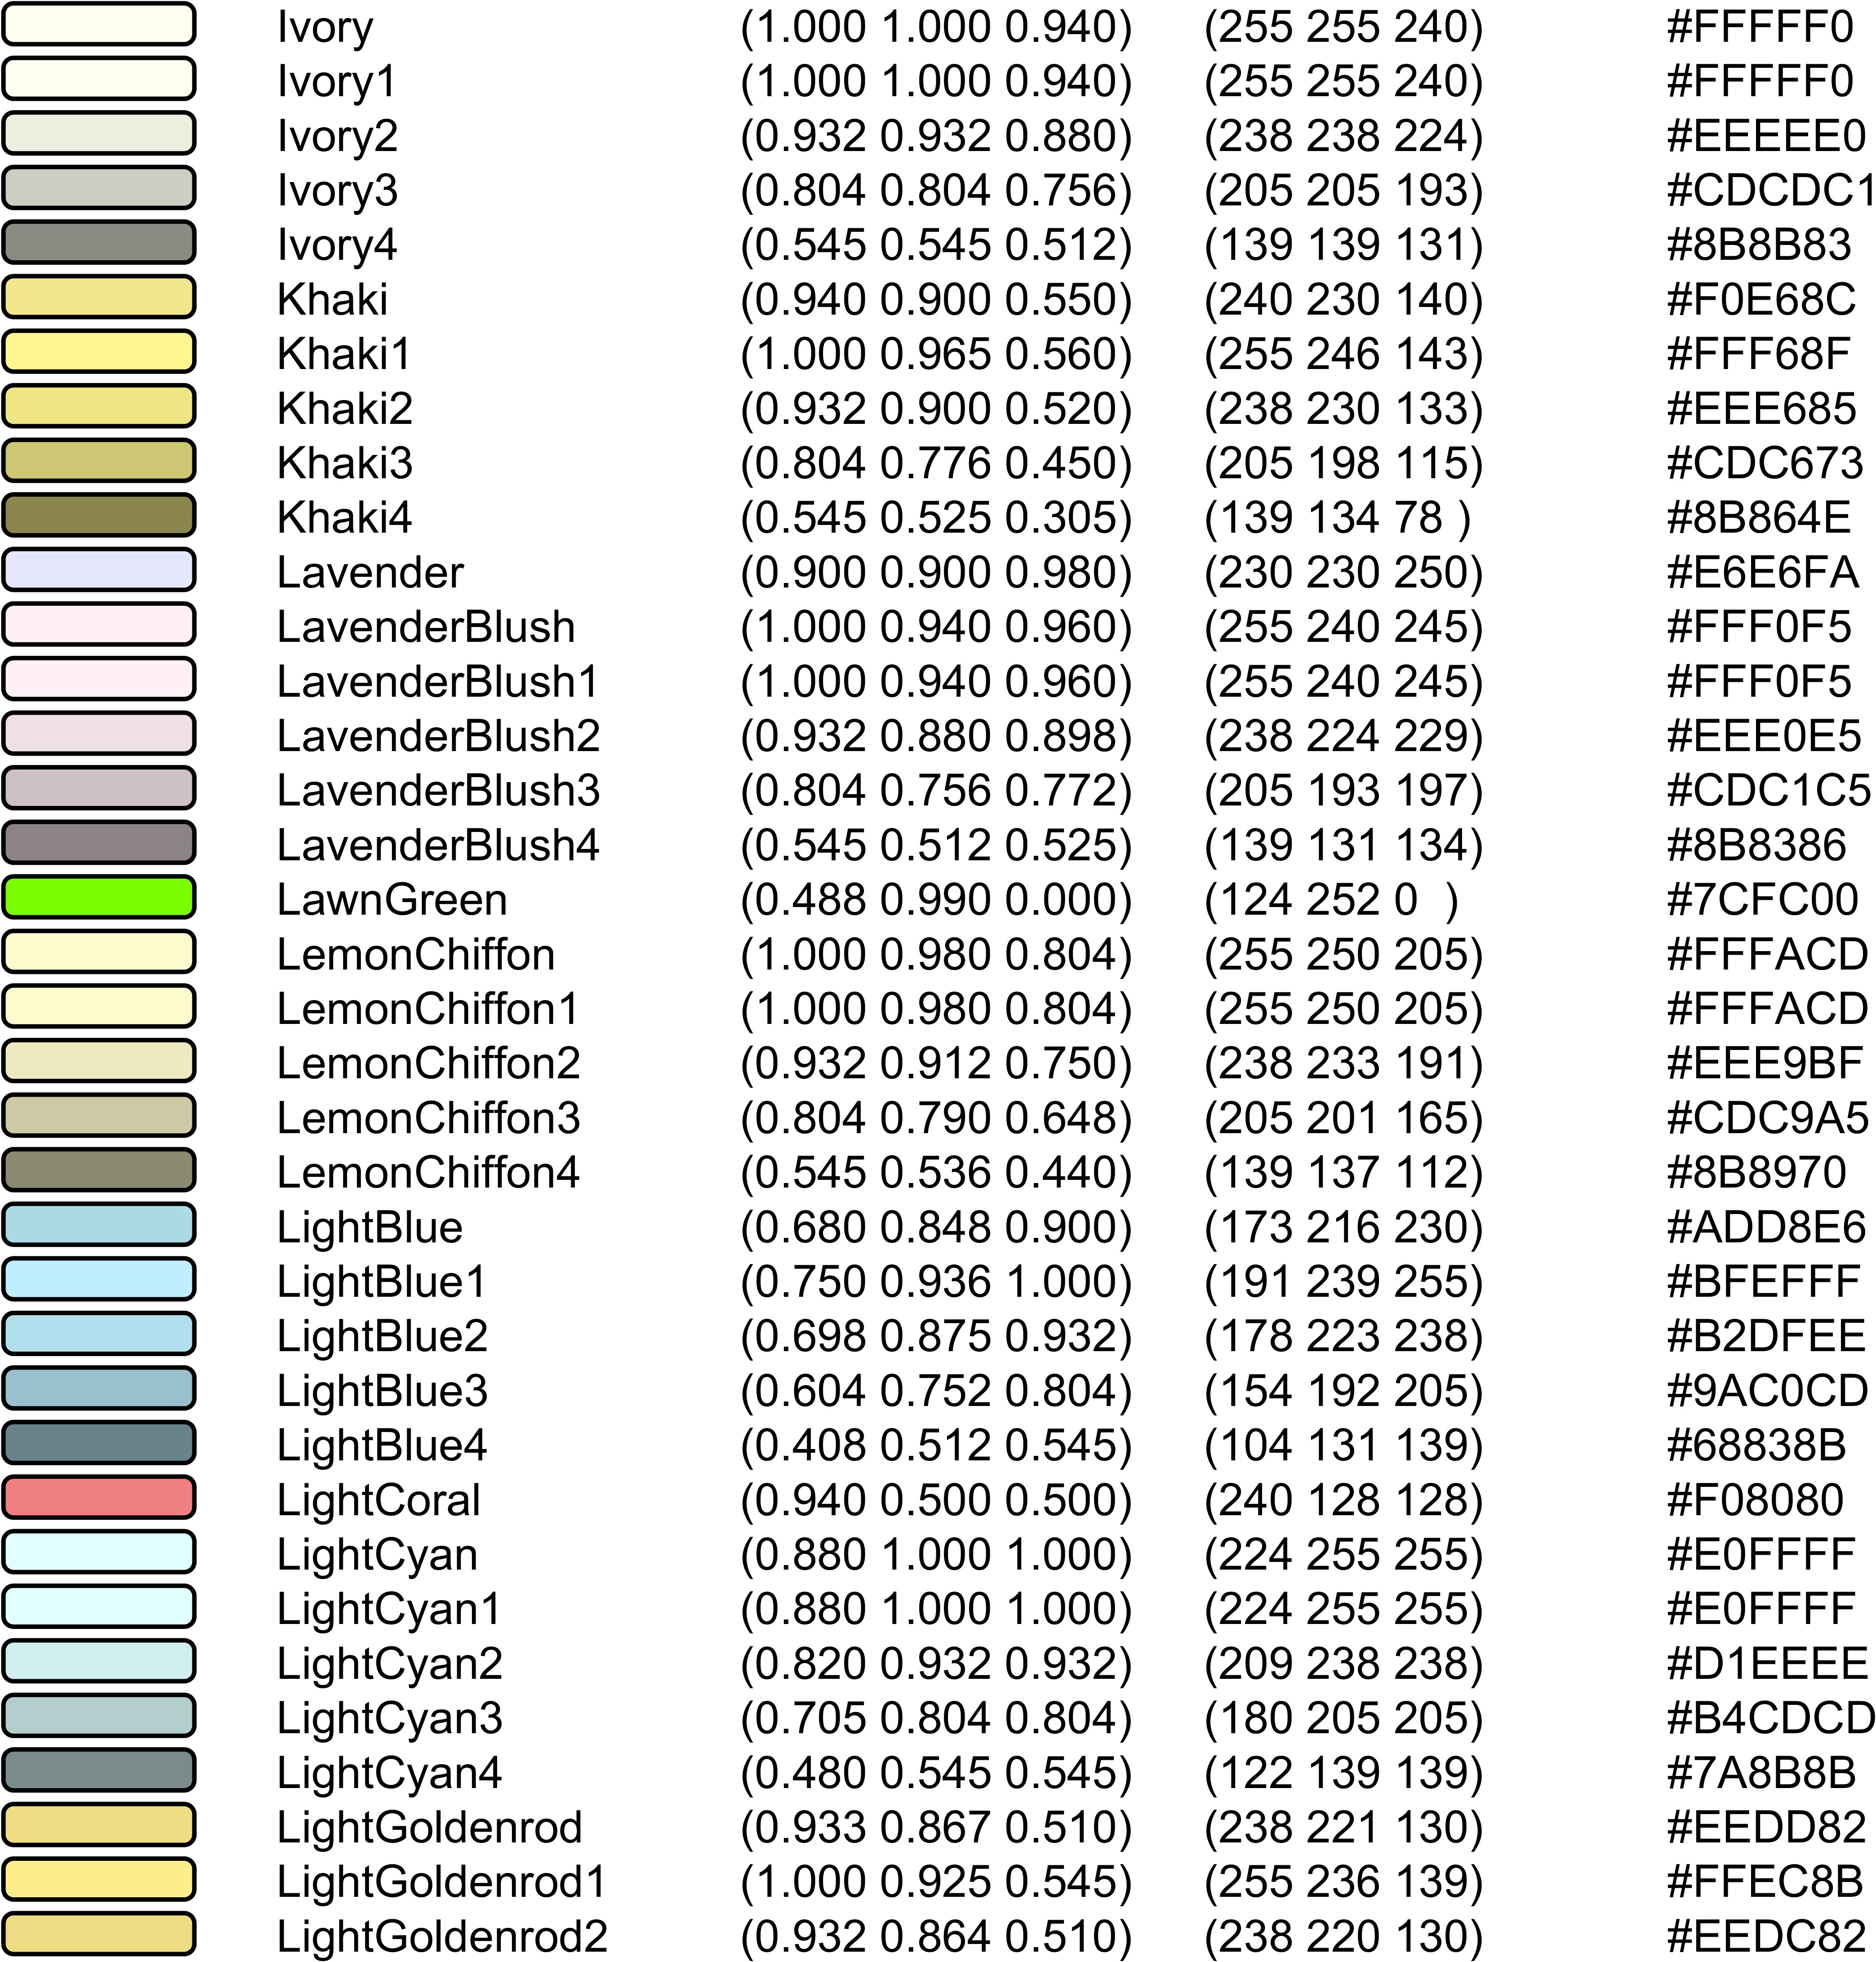 Ivory (1.000 1.000 0.940) (255 255 240) #FFFFF0
Ivory1 (1.000 1.000 0.940) (255 255 240) #FFFFF0
Ivory2 (0.932 0.932 0.880) (238 238 224) #EEEEE0
Ivory3 (0.804 0.804 0.756) (205 205 193) #CDCDC1
Ivory4 (0.545 0.545 0.512) (139 139 131) #8B8B83
Khaki (0.940 0.900 0.550) (240 230 140) #F0E68C
Khaki1 (1.000 0.965 0.560) (255 246 143) #FFF68F
Khaki2 (0.932 0.900 0.520) (238 230 133) #EEE685
Khaki3 (0.804 0.776 0.450) (205 198 115) #CDC673
Khaki4 (0.545 0.525 0.305) (139 134 78 ) #8B864E
Lavender (0.900 0.900 0.980) (230 230 250) #E6E6FA
LavenderBlush (1.000 0.940 0.960) (255 240 245) #FFF0F5
LavenderBlush1 (1.000 0.940 0.960) (255 240 245) #FFF0F5
LavenderBlush2 (0.932 0.880 0.898) (238 224 229) #EEE0E5
LavenderBlush3 (0.804 0.756 0.772) (205 193 197) #CDC1C5
LavenderBlush4 (0.545 0.512 0.525) (139 131 134) #8B8386
LawnGreen (0.488 0.990 0.000) (124 252 0 ) #7CFC00
LemonChiffon (1.000 0.980 0.804) (255 250 205) #FFFACD
LemonChiffon1 (1.000 0.980 0.804) (255 250 205) #FFFACD
LemonChiffon2 (0.932 0.912 0.750) (238 233 191) #EEE9BF
LemonChiffon3 (0.804 0.790 0.648) (205 201 165) #CDC9A5
LemonChiffon4 (0.545 0.536 0.440) (139 137 112) #8B8970
LightBlue (0.680 0.848 0.900) (173 216 230) #ADD8E6
LightBlue1 (0.750 0.936 1.000) (191 239 255) #BFEFFF
LightBlue2 (0.698 0.875 0.932) (178 223 238) #B2DFEE
LightBlue3 (0.604 0.752 0.804) (154 192 205) #9AC0CD
LightBlue4 (0.408 0.512 0.545) (104 131 139) #68838B
LightCoral (0.940 0.500 0.500) (240 128 128) #F08080
LightCyan (0.880 1.000 1.000) (224 255 255) #E0FFFF
LightCyan1 (0.880 1.000 1.000) (224 255 255) #E0FFFF
LightCyan2 (0.820 0.932 0.932) (209 238 238) #D1EEEE
LightCyan3 (0.705 0.804 0.804) (180 205 205) #B4CDCD
LightCyan4 (0.480 0.545 0.545) (122 139 139) #7A8B8B
LightGoldenrod (0.933 0.867 0.510) (238 221 130) #EEDD82
LightGoldenrod1 (1.000 0.925 0.545) (255 236 139) #FFEC8B
LightGoldenrod2 (0.932 0.864 0.510) (238 220 130) #EEDC82